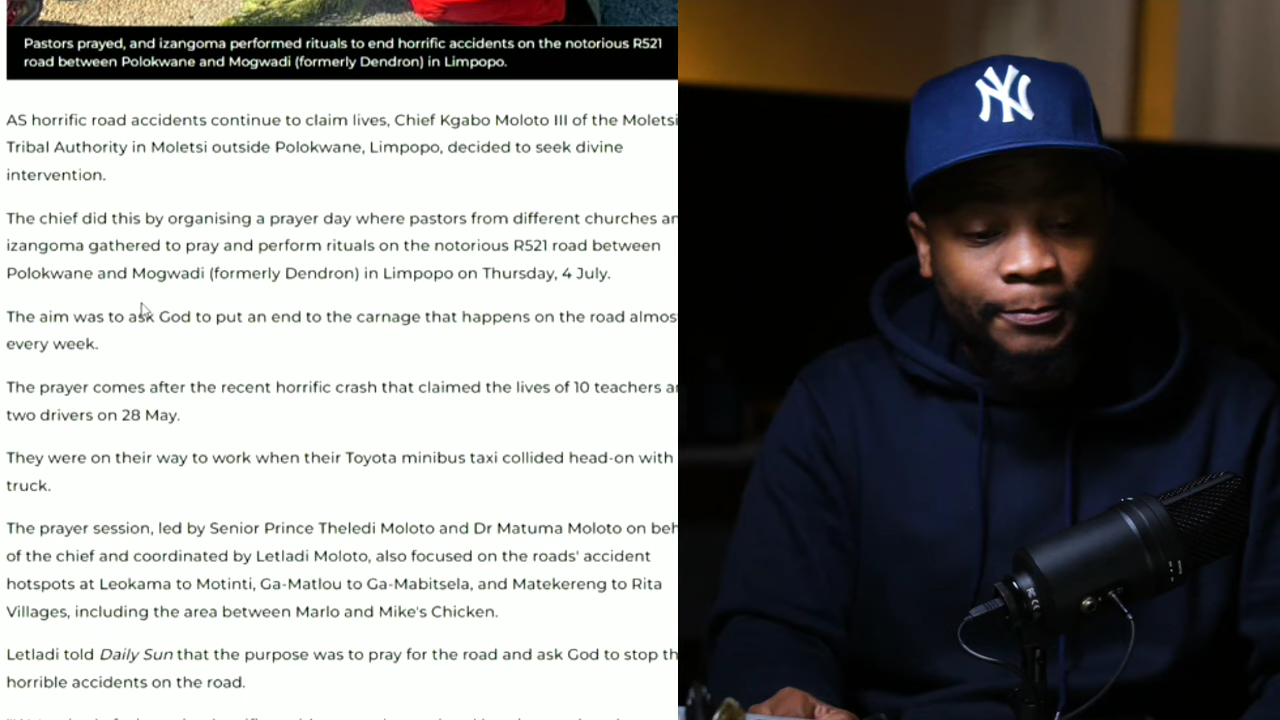 Pastors prayed, and izangoma performed rituals to end horrific accidents on the notorious R521
road between Polokwane and Mogwadi (formerly Dendron) in Limpopo.
AS horrific road accidents continue to claim lives, Chief Kgabo Moloto III of the Moletsi
Tribal Authority in Moletsi outside Polokwane, Limpopo, decided to seek divine
intervention.
The chief did this by organising a prayer day where pastors from different churches
izangoma gathered to pray and perform rituals on the notorious R521 road between
Polokwane and Mogwadi (formerly Dendron) in Limpopo on Thursday, 4 July.
The aim was to ask God to put an end to the carnage that happens on the road almos
every week.
The prayer comes after the recent horrific crash that claimed the lives of 10 teachers
two drivers on 28 May.
They were on their way to work when their Toyota minibus taxi collided head-on with
truck.
The prayer session, led by Senior Prince Theledi Moloto and Dr Matuma Moloto on beh
of the chief and coordinated by Letladi Moloto, also focused on the roads' accident
hotspots at Leokama to Motinti, Ga-Matlou to Ga-Mabitsela, and Matekereng to Rita
Villages, including the area between Marlo and Mike's Chicken.
Letladi told Daily Sun that the purpose was to pray for the road and ask God to stop th
horrible accidents on the road.
NY